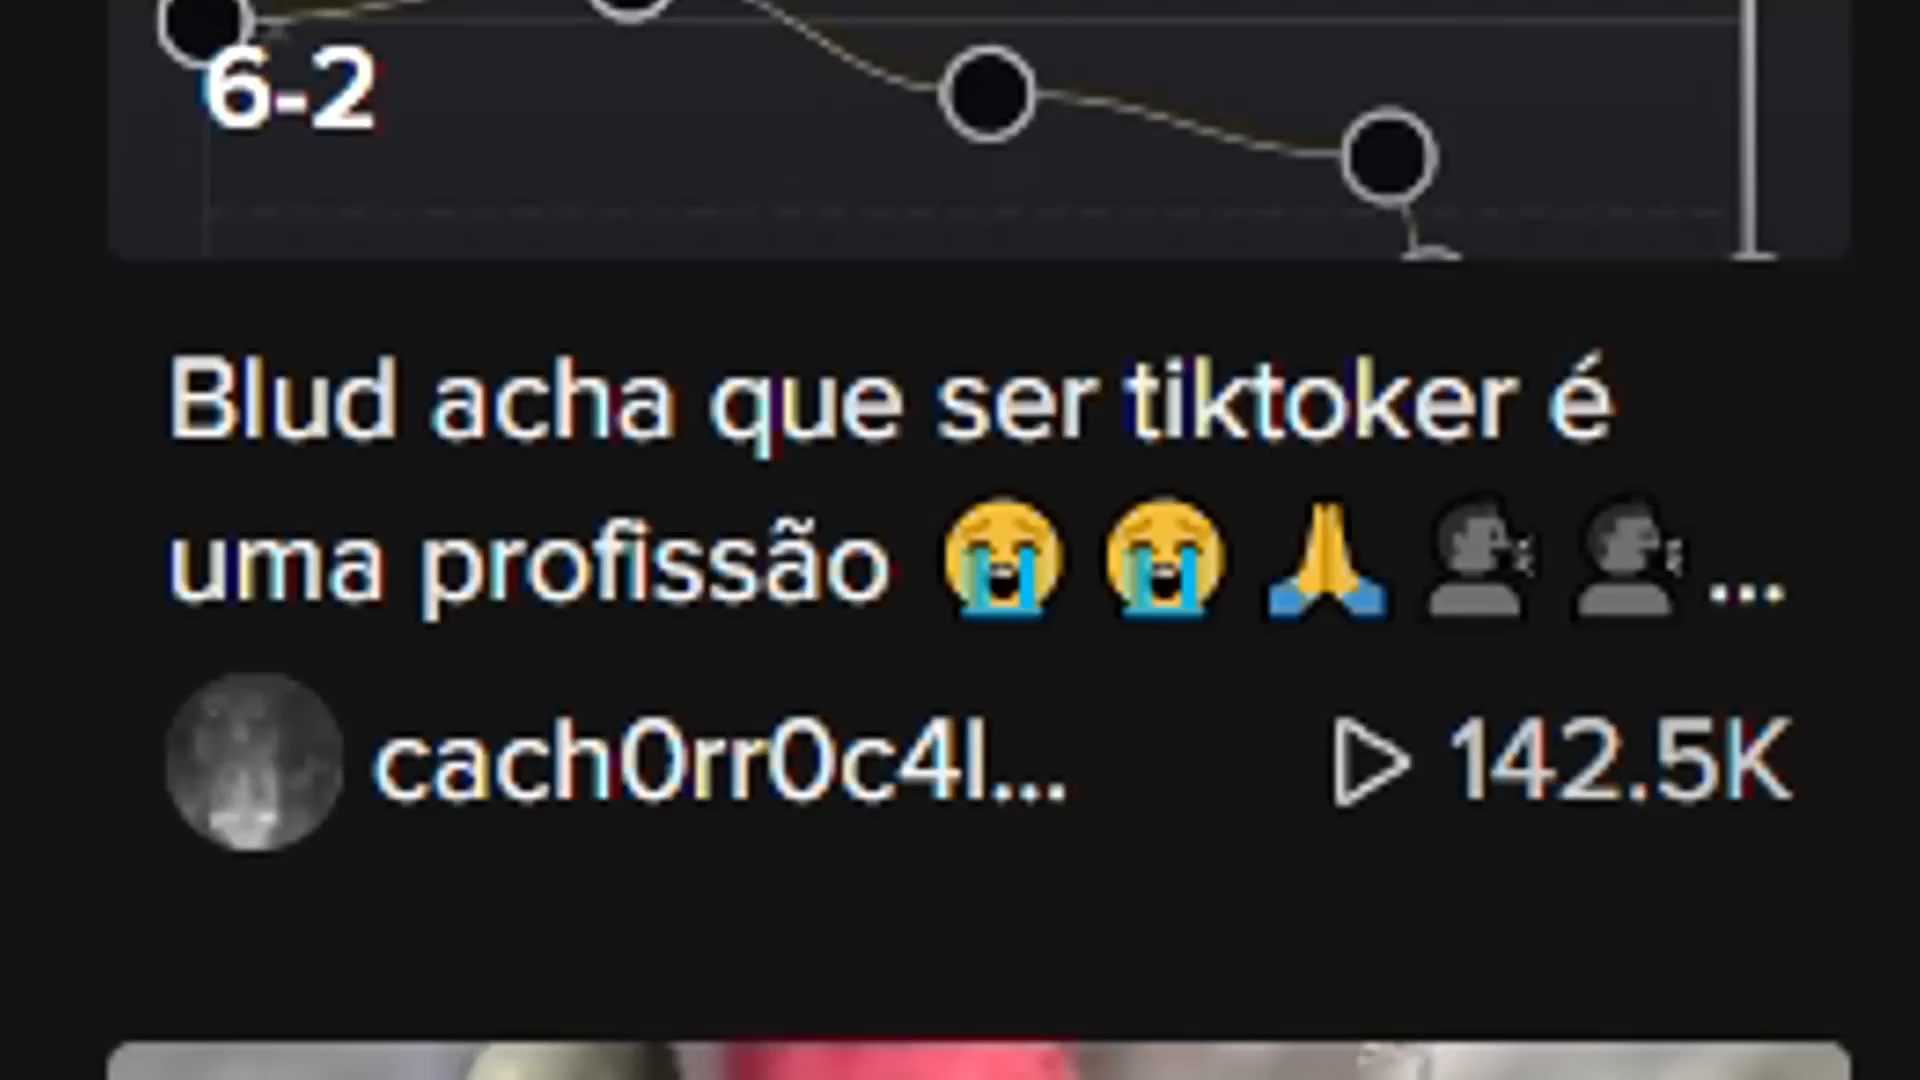 6-2
Blud acha que ser tiktoker é
uma profissão 😭😭🙏🗣🗣...
cach0rr0c4l...
142.5K